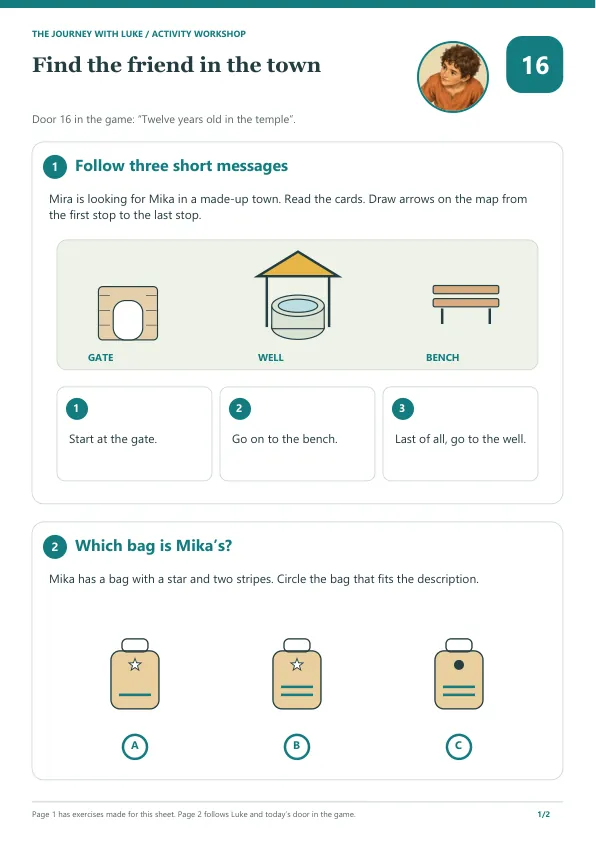 THE JOURNEY WITH LUKE / ACTIVITY WORKSHOP
Find the friend in the town
16
Door 16 in the game: “Twelve years old in the temple”.
1 Follow three short messages
Mira is looking for Mika in a made-up town. Read the cards. Draw arrows on the map from
the first stop to the last stop.
GATE WELL BENCH
1 2 3
Start at the gate. Go on to the bench. Last of all, go to the well.
2 Which bag is Mika’s?
Mika has a bag with a star and two stripes. Circle the bag that fits the description.
A B C
Page 1 has exercises made for this sheet. Page 2 follows Luke and today’s door in the game. 1/2